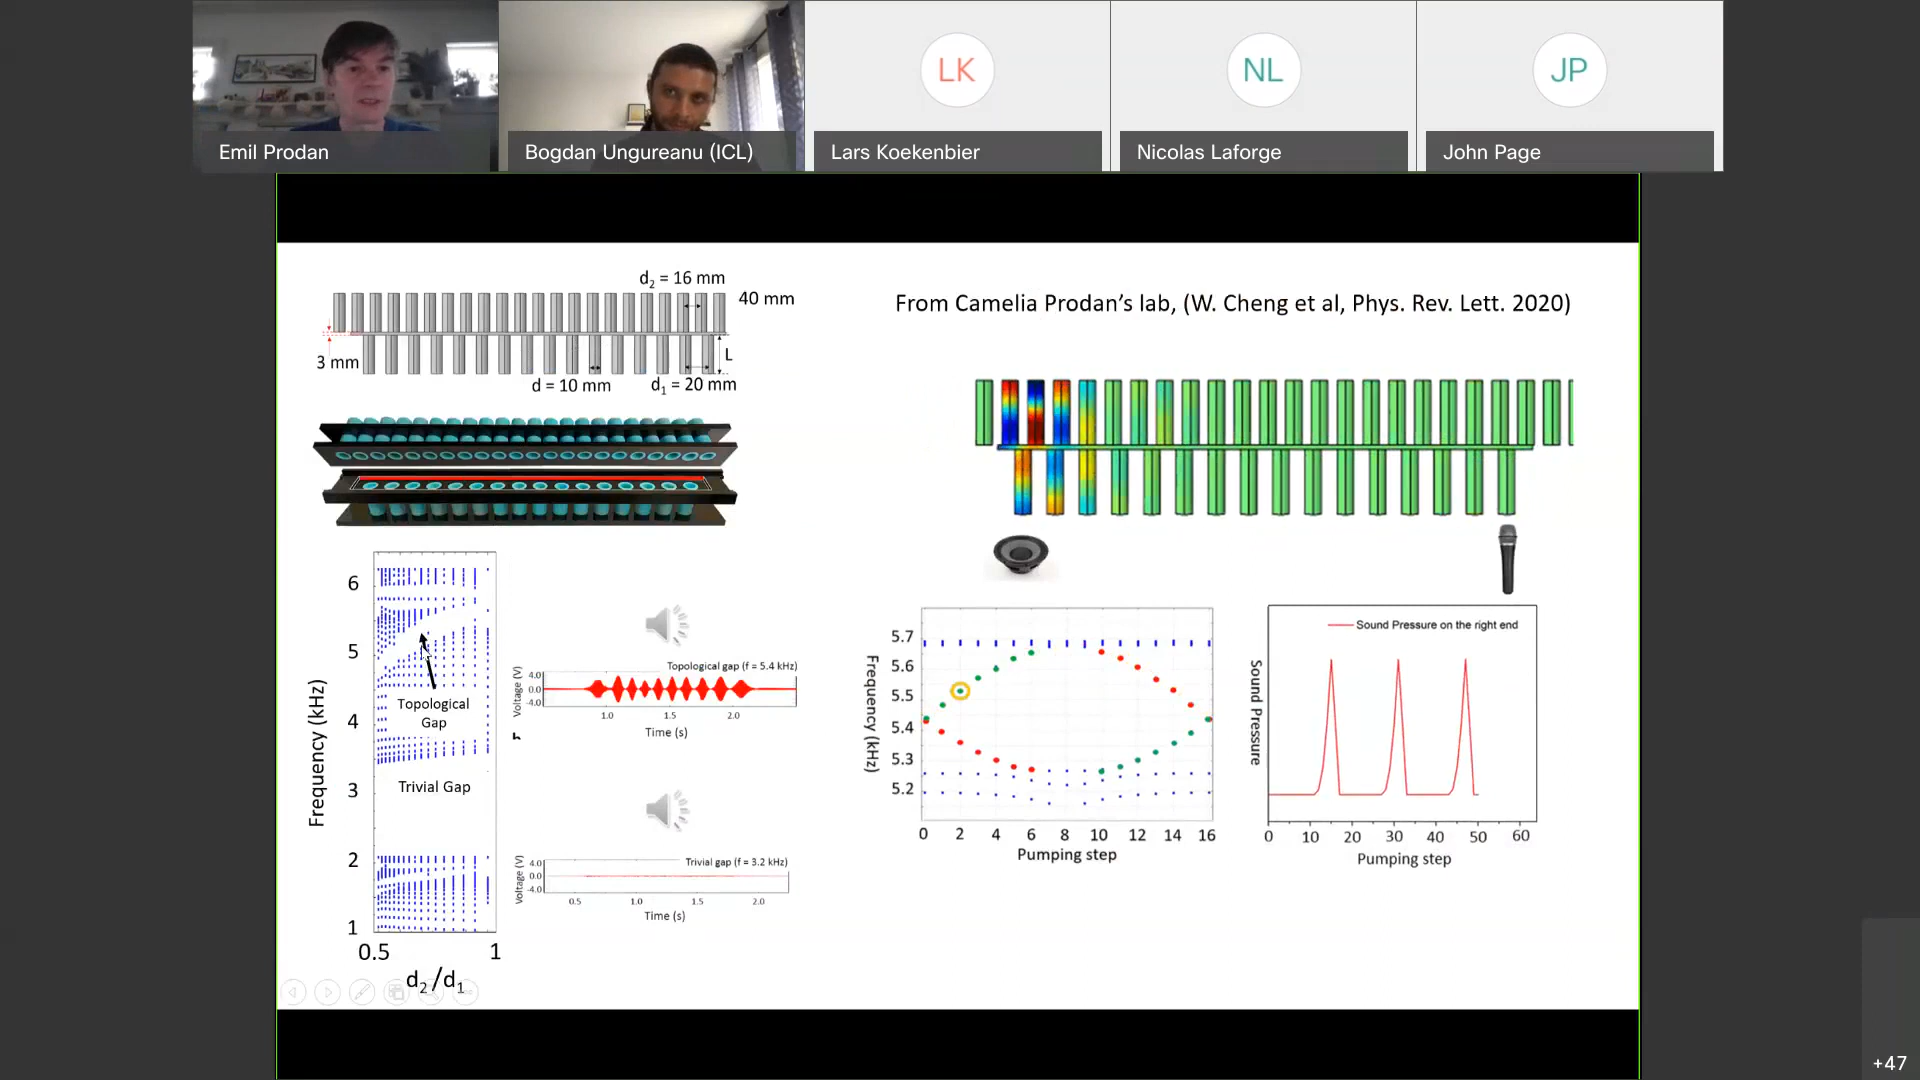 LK
NL
JP
Emil Prodan
Bogdan Ungureanu (ICL)
Lars Koekenbier
Nicolas Laforge
John Page
d2 = 16 mm
40 mm
3 mm
L
d = 10 mm
d1 = 20 mm
From Camelia Prodan's lab, (W. Cheng et al, Phys. Rev. Lett. 2020)
6
5
4
3
2
1
Frequency (kHz)
Topological
Gap
Trivial Gap
0.5
1
d2/d1
Topological gap (f = 5.4 kHz)
Voltage (V)
4.0
0.0
-4.0
1.0
1.5
2.0
Time (s)
Trivial gap (f = 3.2 kHz)
Voltage (V)
4.0
0.0
-4.0
0.5
1.0
1.5
2.0
Time (s)
Frequency (kHz)
5.7
5.6
5.5
5.4
5.3
5.2
0 2 4 6 8 10 12 14 16
Pumping step
Sound Pressure on the right end
Sound Pressure
0 10 20 30 40 50 60
Pumping step
+47